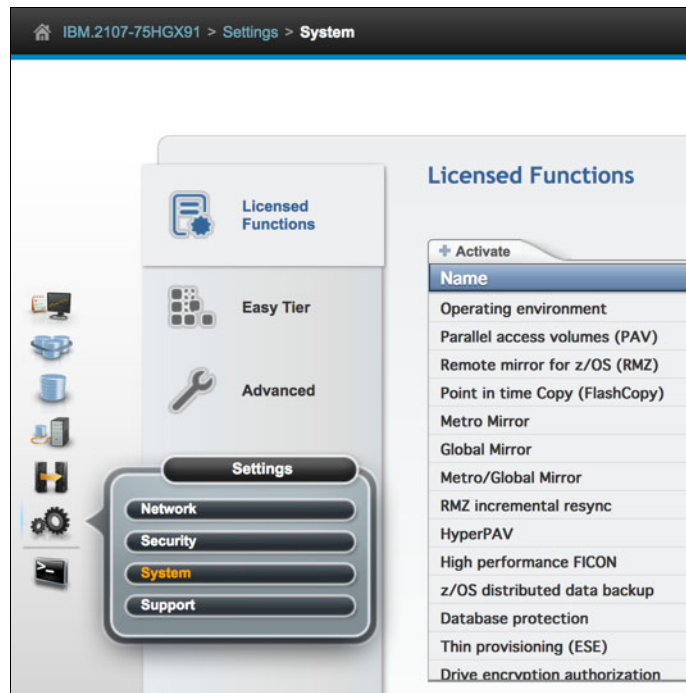 IBM.2107-75HGX91 > Settings > System
Licensed Functions
Licensed
Functions
Easy Tier
Advanced
Settings
Network
Security
System
Support
+ Activate
Name
Operating environment
Parallel access volumes (PAV)
Remote mirror for z/OS (RMZ)
Point in time Copy (FlashCopy)
Metro Mirror
Global Mirror
Metro/Global Mirror
RMZ incremental resync
HyperPAV
High performance FICON
z/OS distributed data backup
Database protection
Thin provisioning (ESE)
Drive encryption authorization